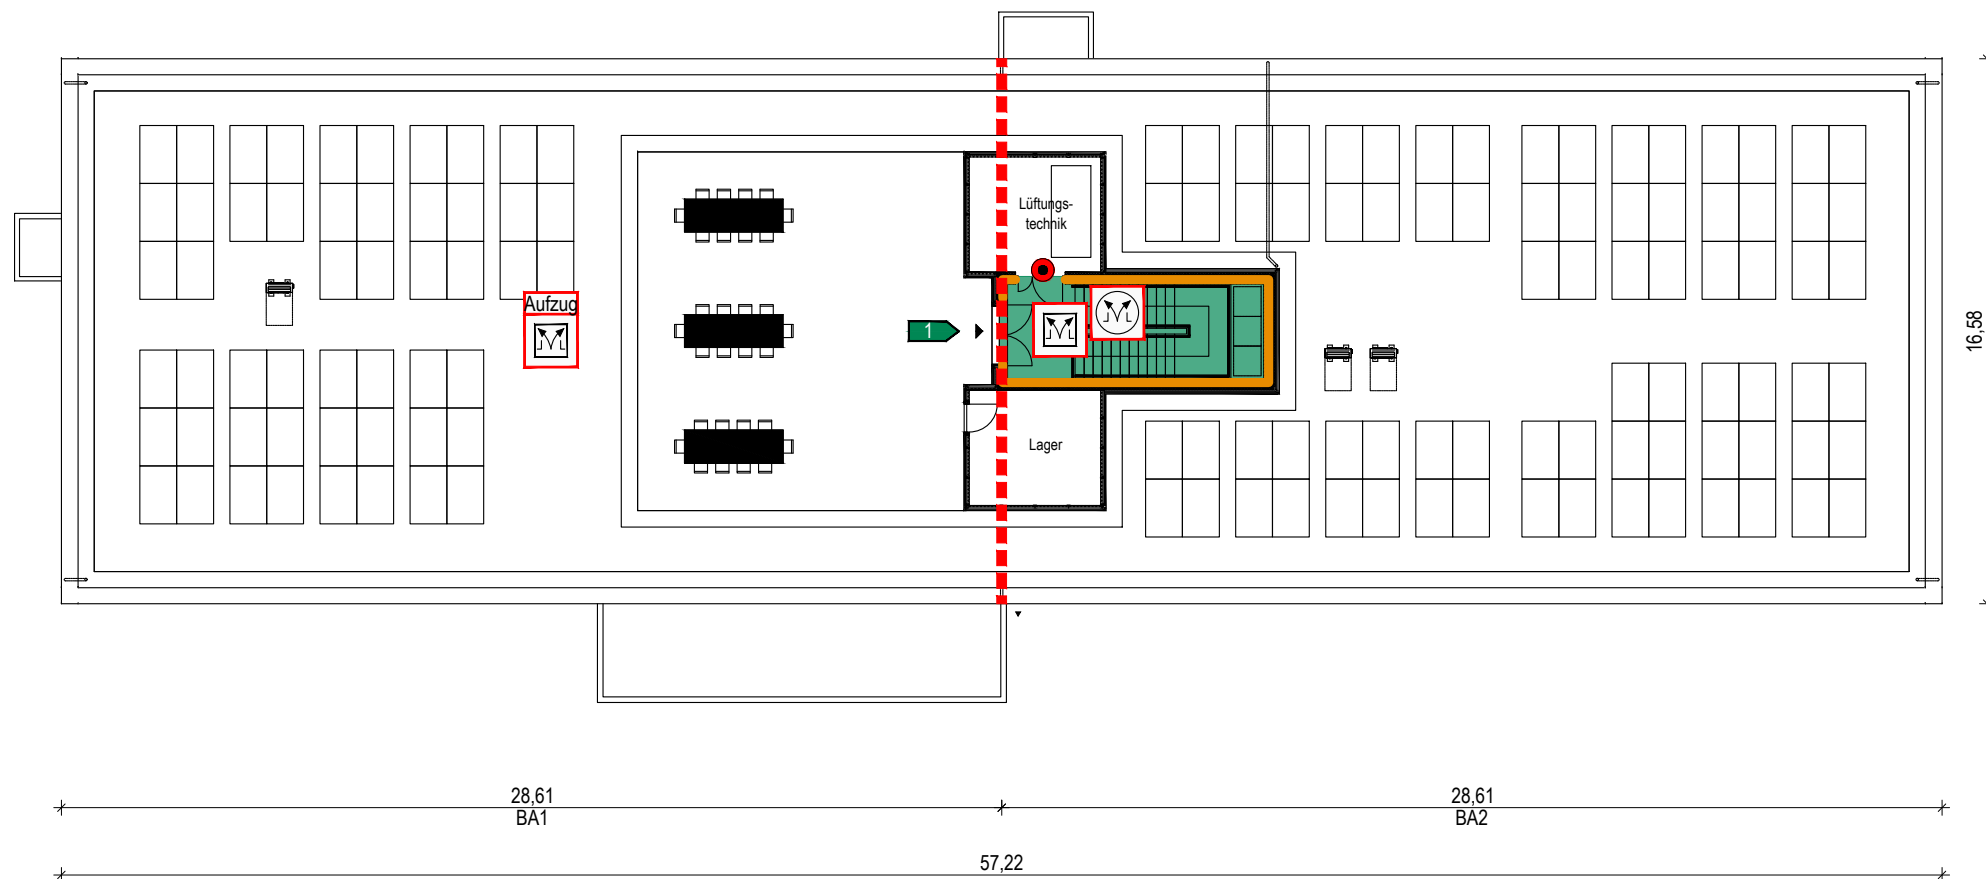 Lüftungs-
technik
Aufzug
1
16,58
Lager
28,61
BA1
28,61
BA2
57,22